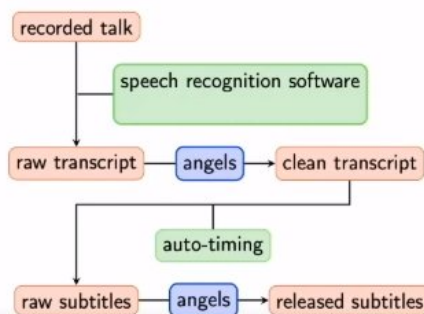 recorded talk
speech recognition software
raw transcript
angels
clean transcript
auto-timing
raw subtitles
angels
released subtitles